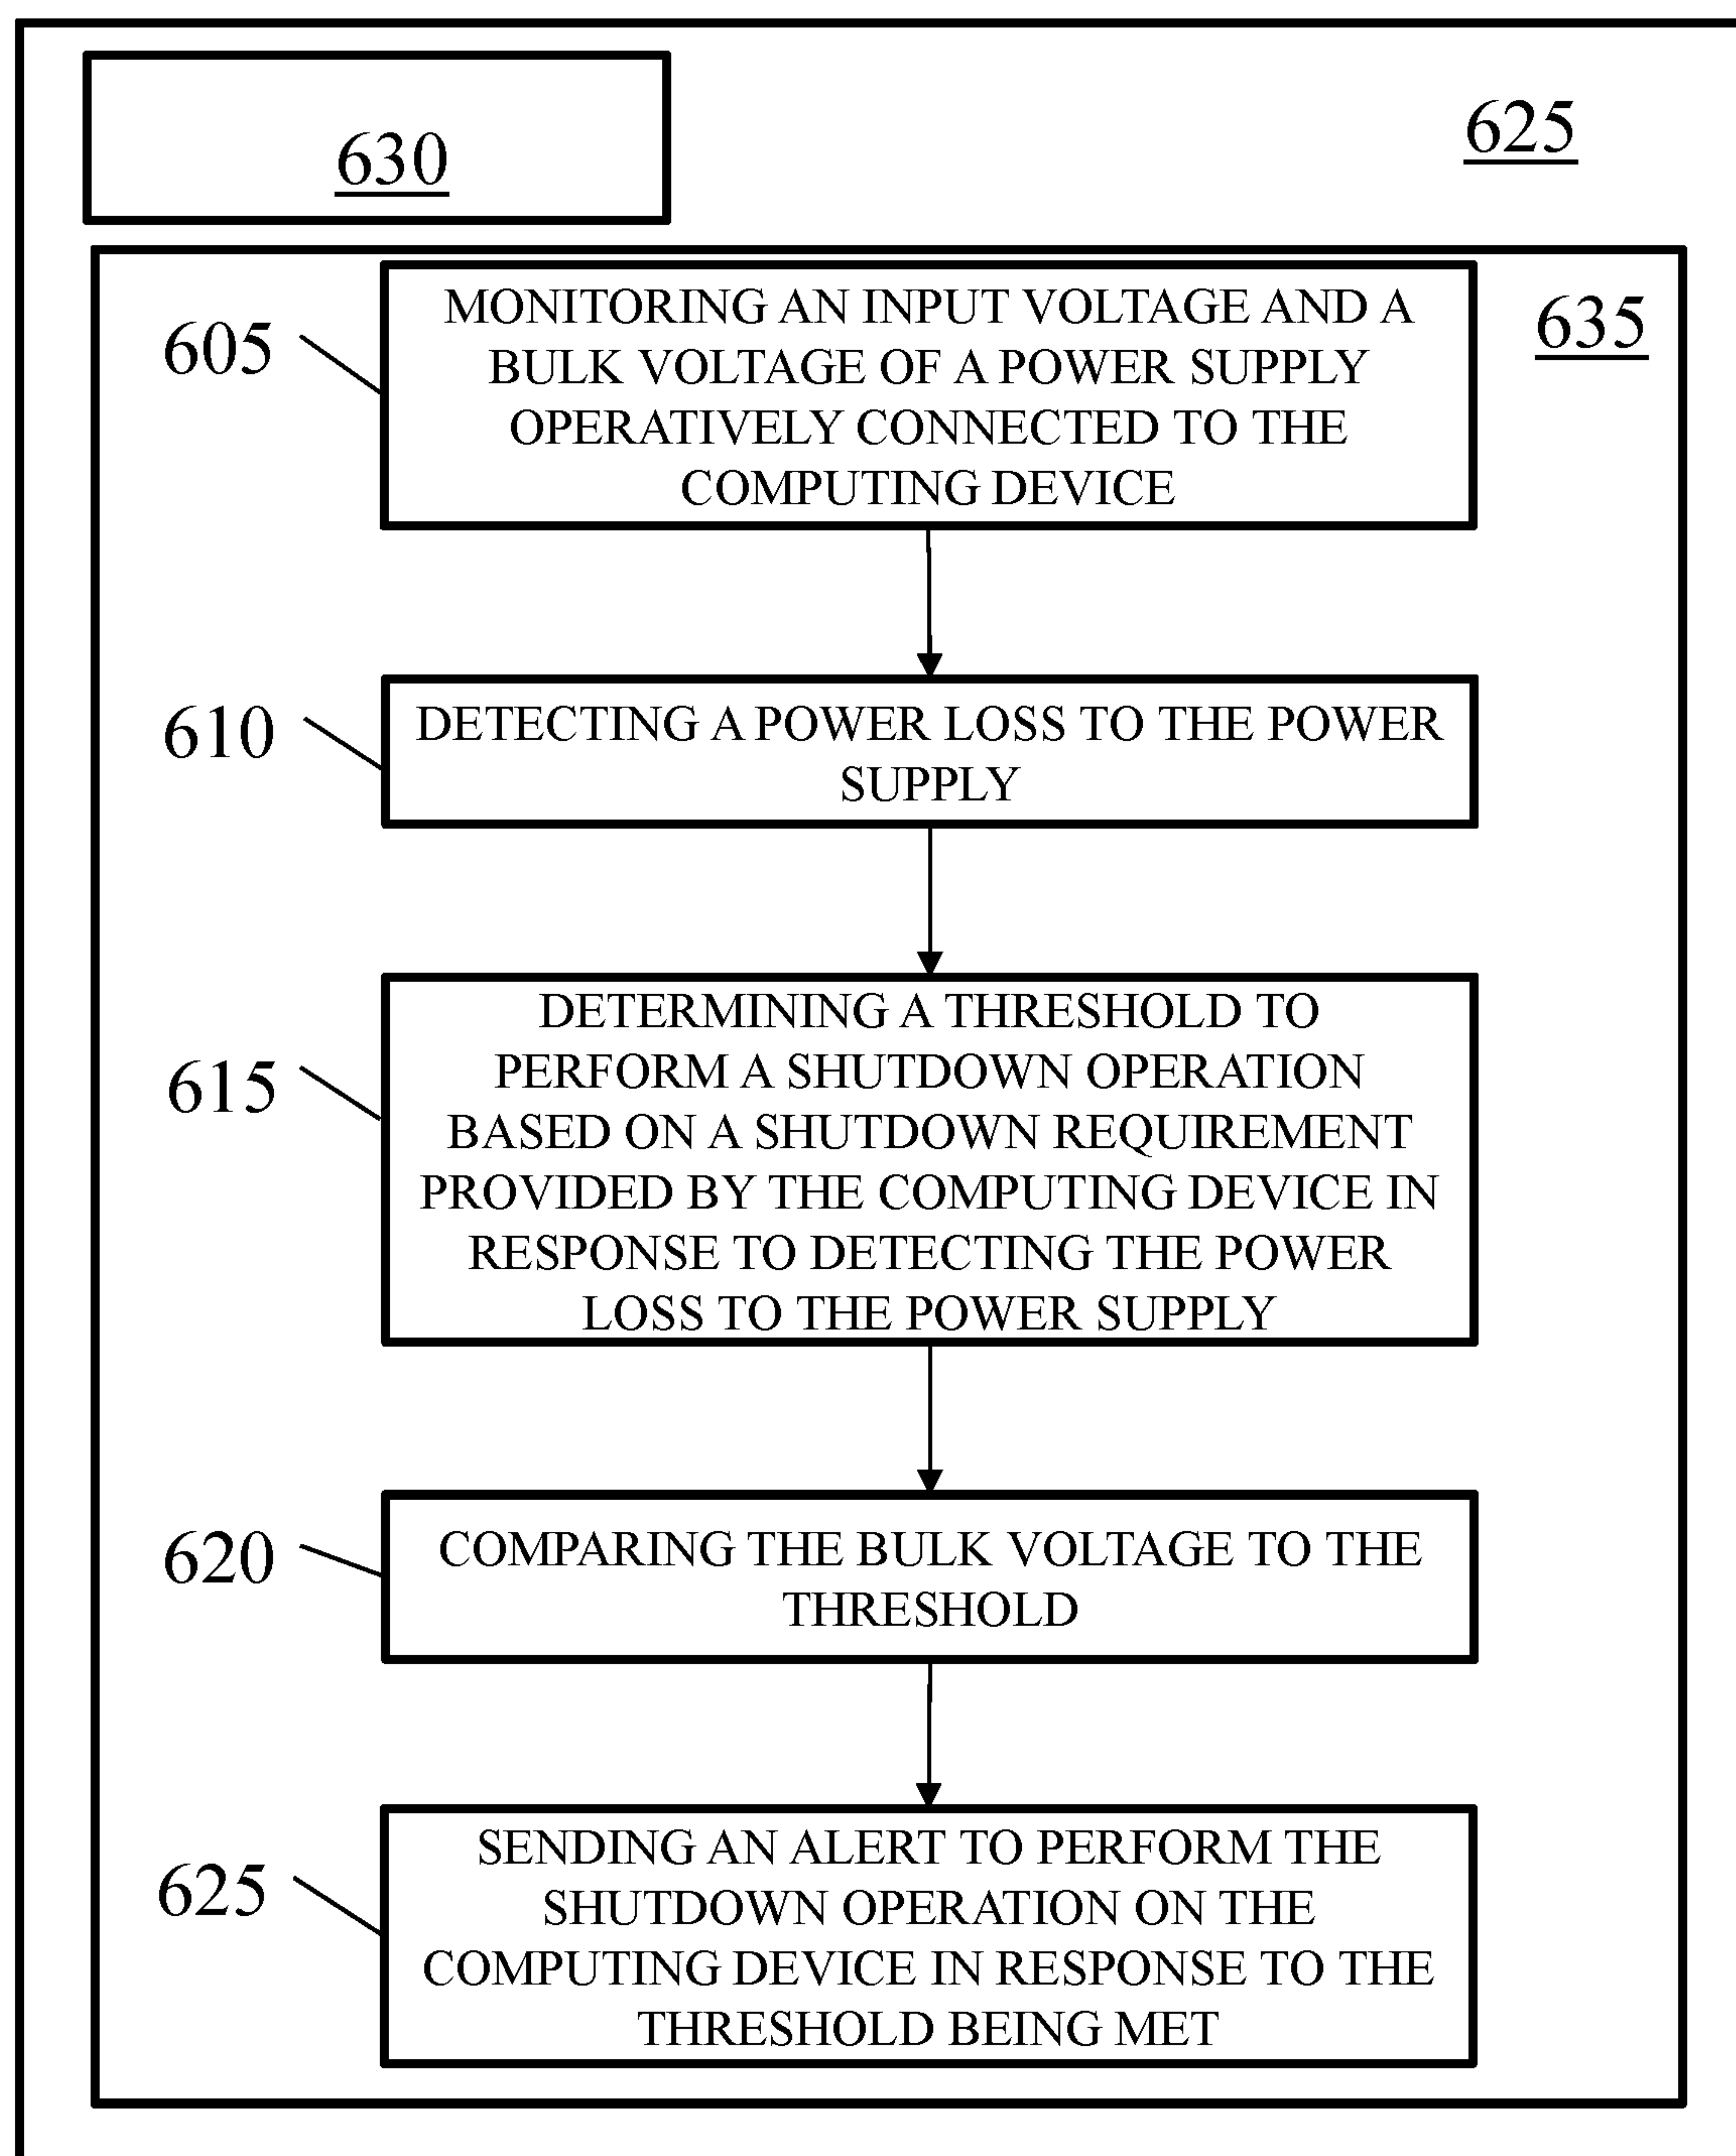 630
625
635
605
MONITORING AN INPUT VOLTAGE AND A
BULK VOLTAGE OF A POWER SUPPLY
OPERATIVELY CONNECTED TO THE
COMPUTING DEVICE
610
DETECTING A POWER LOSS TO THE POWER
SUPPLY
615
DETERMINING A THRESHOLD TO
PERFORM A SHUTDOWN OPERATION
BASED ON A SHUTDOWN REQUIREMENT
PROVIDED BY THE COMPUTING DEVICE IN
RESPONSE TO DETECTING THE POWER
LOSS TO THE POWER SUPPLY
620
COMPARING THE BULK VOLTAGE TO THE
THRESHOLD
625
SENDING AN ALERT TO PERFORM THE
SHUTDOWN OPERATION ON THE
COMPUTING DEVICE IN RESPONSE TO THE
THRESHOLD BEING MET